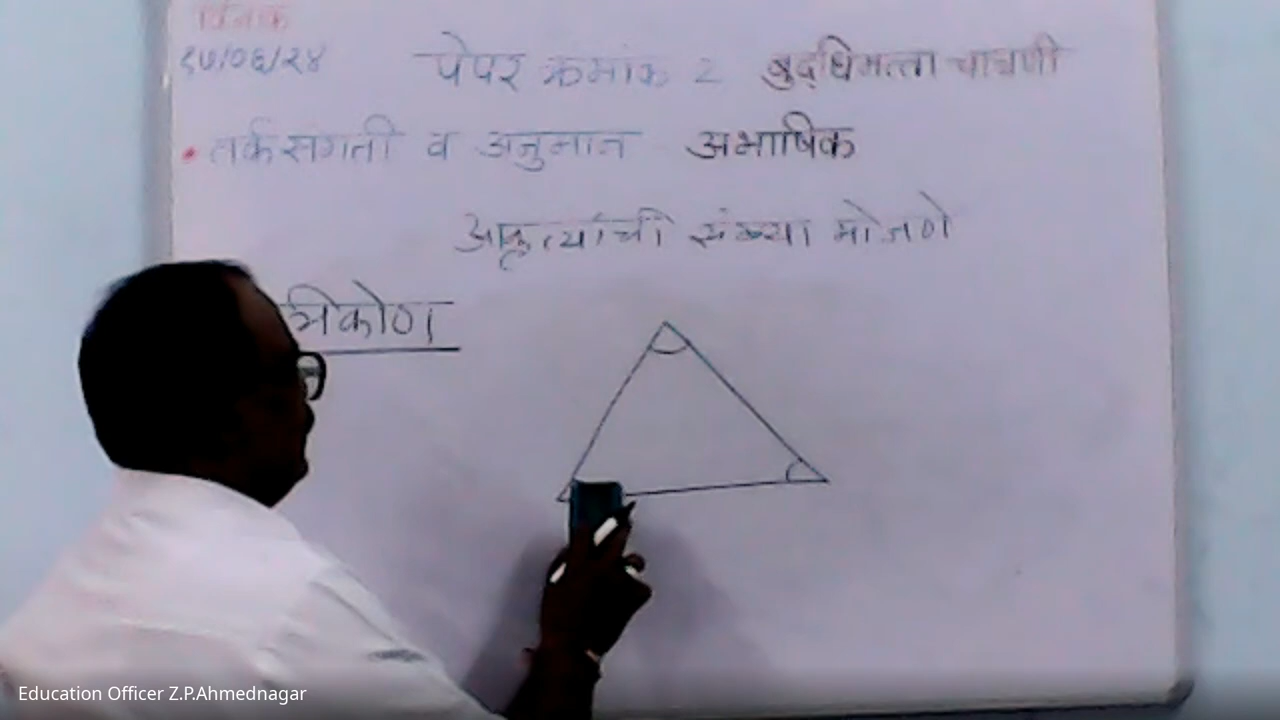 दिनांक
१७/०६/२४ पेपर क्रमांक 2 बुद्धिमत्ता चाचणी
• तर्कसंगती व अनुमान अभाषिक
आकृत्यांची संख्या मोजणे
त्रिकोण
Education Officer Z.P.Ahmednagar